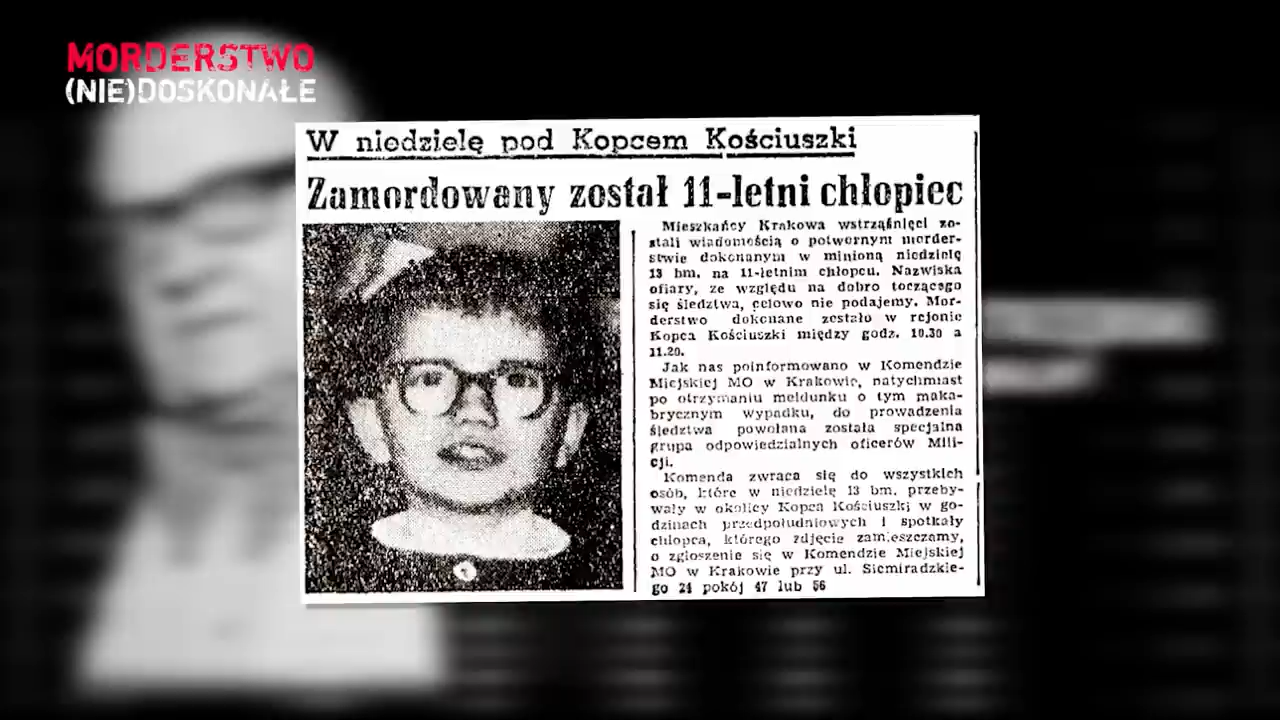 MORDERSTWO
(NIE)DOSKONAŁE
W niedzielę pod Kopcem Kościuszki
Zamordowany został 11-letni chłopiec
Mieszkańcy Krakowa wstrząśnięci zo-
stali wiadomością o potwornym morder-
stwie dokonanym w minioną niedzielę
13 bm. na 11-letnim chłopcu. Nazwiska
ofiary, ze względu na dobro toczącego
się śledztwa, celowo nie podajemy. Mor-
derstwo dokonane zostało w rejonie
Kopca Kościuszki między godz. 10.30 a
11.20.
Jak nas poinformowano w Komendzie
Miejskiej MO w Krakowie, natychmiast
po otrzymaniu meldunku o tym maka-
brycznym wypadku, do prowadzenia
śledztwa powołana została specjalna
grupa odpowiedzialnych oficerów Mili-
cji.
Komenda zwraca się do wszystkich
osób, które w niedzielę 13 bm. przeby-
wały w okolicy Kopca Kościuszki w go-
dzinach przedpołudniowych i spotkały
chłopca, którego zdjęcie zamieszczamy,
o zgłoszenie się w Komendzie Miejskiej
MO w Krakowie przy ul. Siemiradzkie-
go 24 pokój 47 lub 56